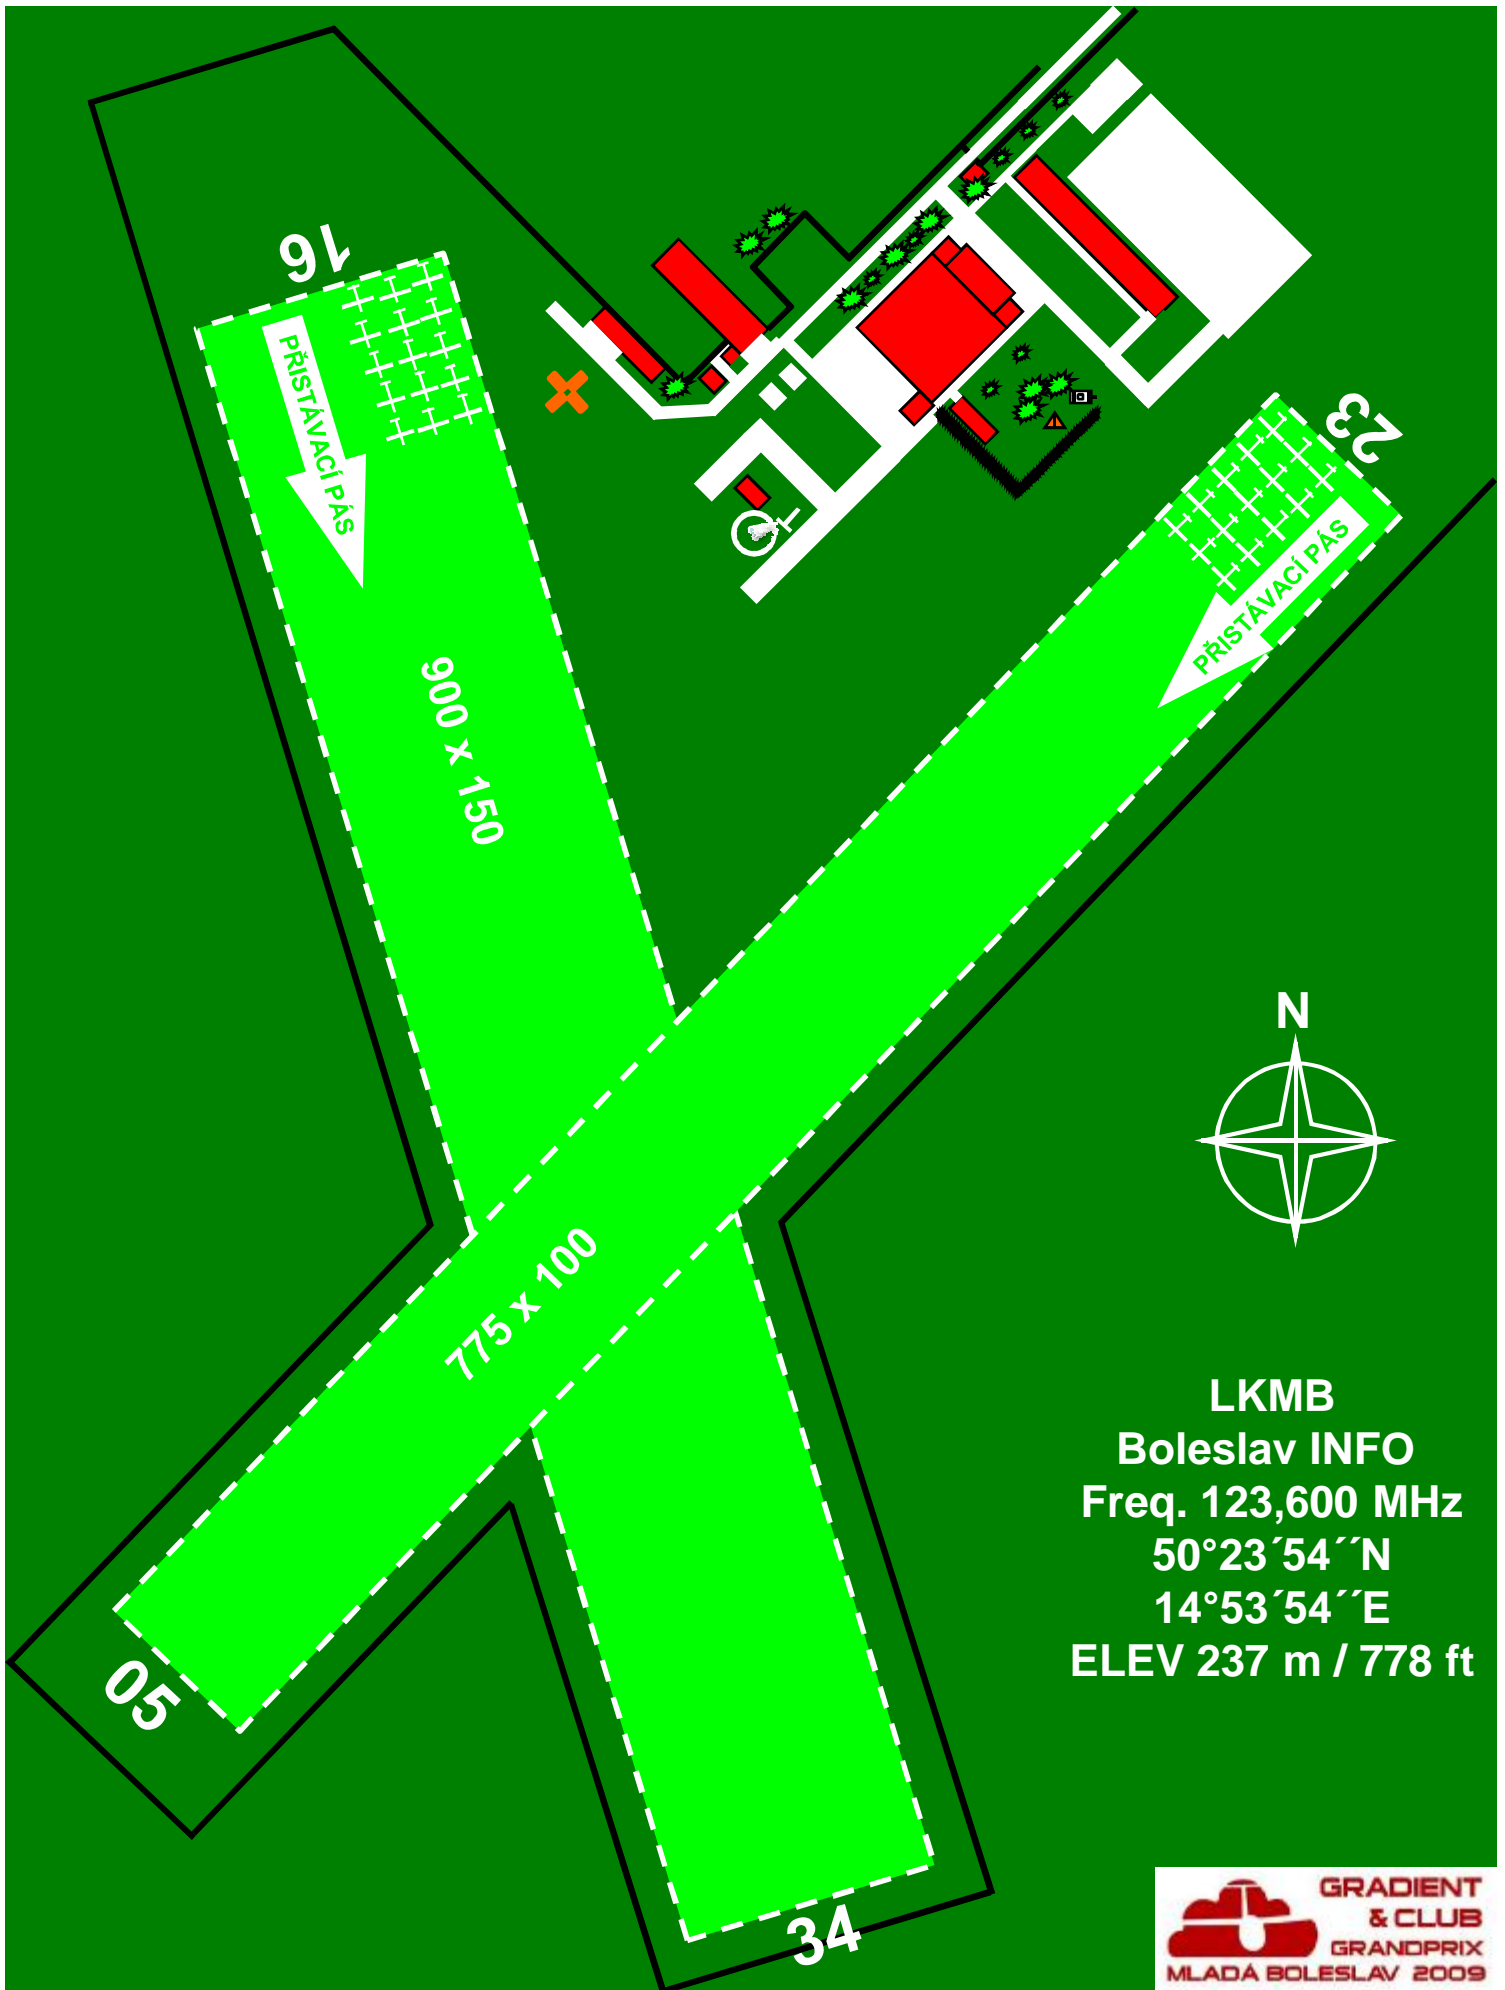 16
PŘISTÁVACÍ PÁS
900 x 150
23
PŘISTÁVACÍ PÁS
775 x 100
N
LKMB
Boleslav INFO
Freq. 123,600 MHz
50°23´54´´N
14°53´54´´E
ELEV 237 m / 778 ft
05
34
GRADIENT
& CLUB
GRANDPRIX
MLADÁ BOLESLAV 2009